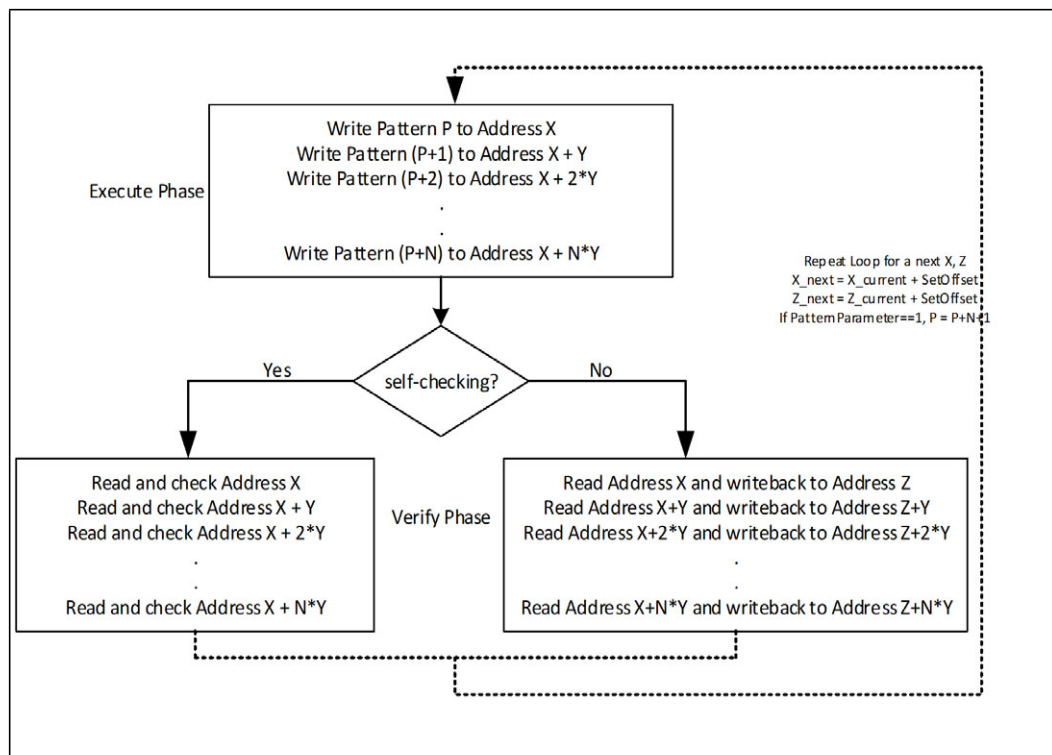 Write Pattern P to Address X
Write Pattern (P+1) to Address X + Y
Write Pattern (P+2) to Address X + 2*Y
.
.
Write Pattern (P+N) to Address X + N*Y
Execute Phase
Repeat Loop for a next X, Z
X_next = X_current + SetOffset
Z_next = Z_current + SetOffset
If PatternParameter==1, P = P+N+1
self-checking?
Yes
No
Read and check Address X
Read and check Address X + Y
Read and check Address X + 2*Y
.
.
Read and check Address X + N*Y
Verify Phase
Read Address X and writeback to Address Z
Read Address X+Y and writeback to Address Z+Y
Read Address X+2*Y and writeback to Address Z+2*Y
.
.
Read Address X+N*Y and writeback to Address Z+N*Y